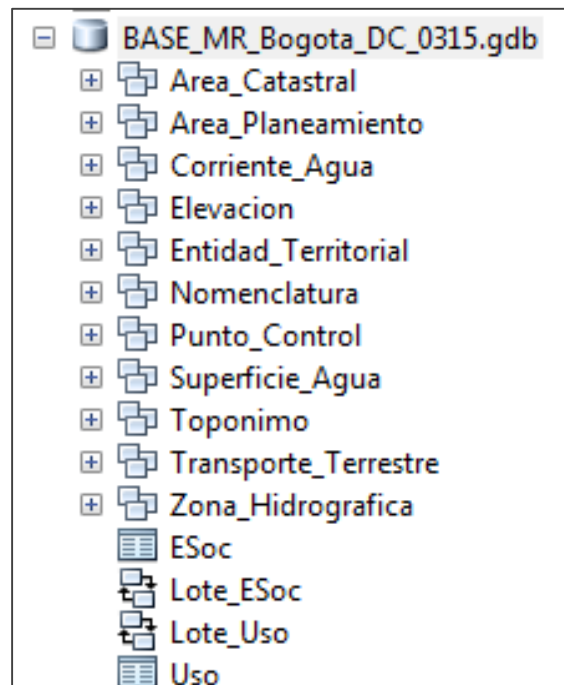 BASE_MR_Bogota_DC_0315.gdb
Area_Catastral
Area_Planeamiento
Corriente_Agua
Elevacion
Entidad_Territorial
Nomenclatura
Punto_Control
Superficie_Agua
Toponimo
Transporte_Terrestre
Zona_Hidrografica
ESoc
Lote_ESoc
Lote_Uso
Uso